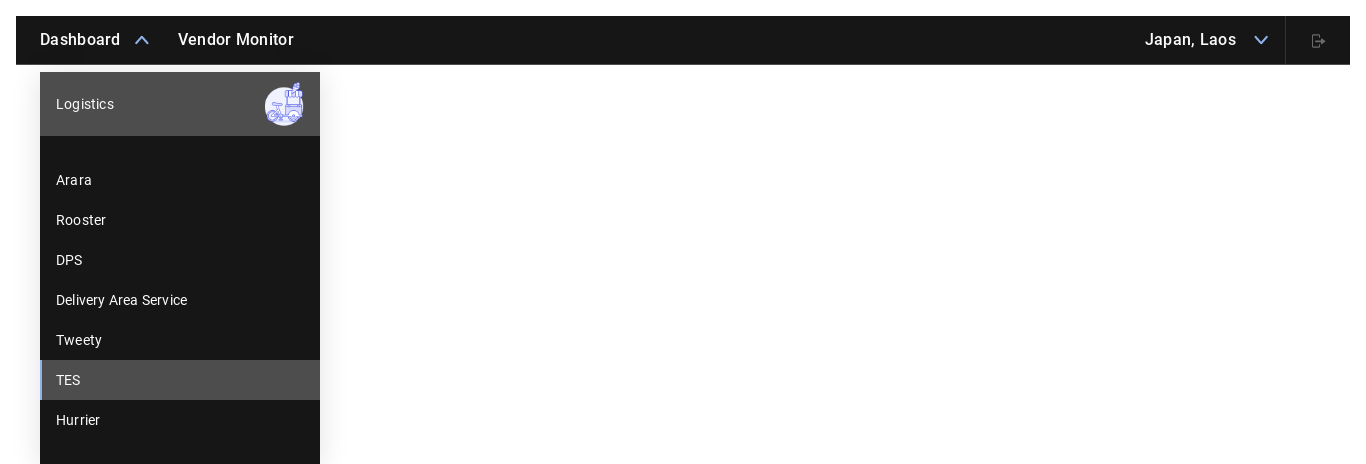 Dashboard
Vendor Monitor
Japan, Laos
Logistics
Arara
Rooster
DPS
Delivery Area Service
Tweety
TES
Hurrier